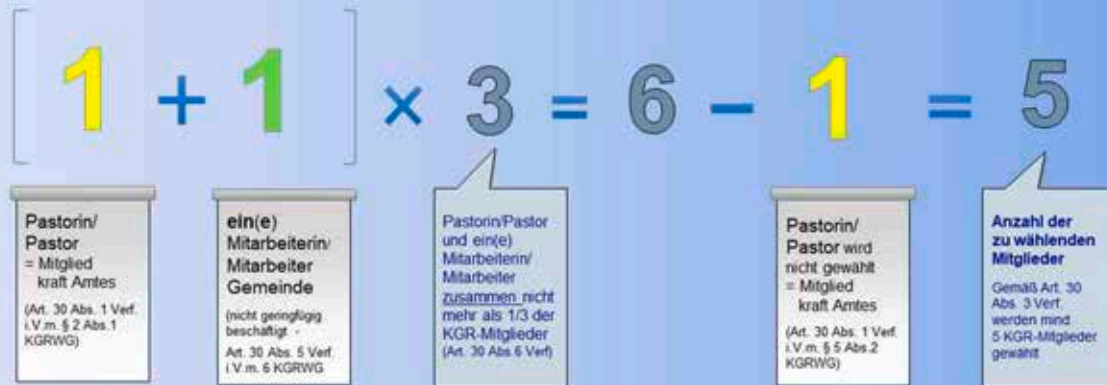 [ 1 + 1 ] × 3 = 6 − 1 = 5
Pastorin/
Pastor
= Mitglied
kraft Amtes
(Art. 30 Abs. 1 Verf.
i.V.m. § 2 Abs.1
KGRWG)
ein(e)
Mitarbeiterin/
Mitarbeiter
Gemeinde
(nicht geringfügig
beschäftigt -
Art. 30 Abs. 5 Verf.
i.V.m. 6 KGRWG
Pastorin/Pastor
und ein(e)
Mitarbeiterin/
Mitarbeiter
zusammen nicht
mehr als 1/3 der
KGR-Mitglieder
(Art. 30 Abs.6 Verf)
Pastorin/
Pastor wird
nicht gewählt
= Mitglied
kraft Amtes
(Art. 30 Abs. 1 Verf.
i.V.m. § 5 Abs.2
KGRWG)
Anzahl der
zu wählenden
Mitglieder
Gemäß Art. 30
Abs. 3 Verf.
werden mind.
5 KGR-Mitglieder
gewählt